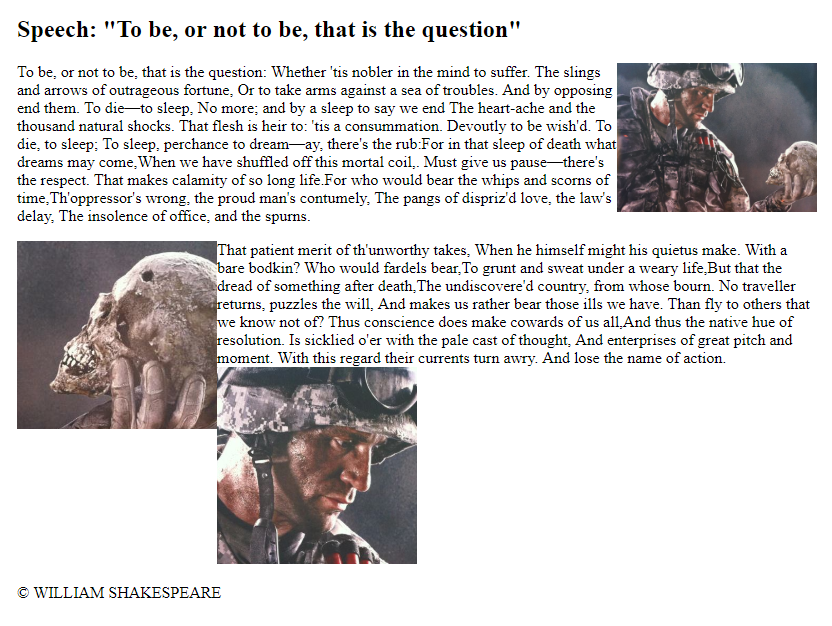 Speech: "To be, or not to be, that is the question"
To be, or not to be, that is the question: Whether 'tis nobler in the mind to suffer. The slings
and arrows of outrageous fortune, Or to take arms against a sea of troubles. And by opposing
end them. To die—to sleep, No more; and by a sleep to say we end The heart-ache and the
thousand natural shocks. That flesh is heir to: 'tis a consummation. Devoutly to be wish'd. To
die, to sleep; To sleep, perchance to dream—ay, there's the rub:For in that sleep of death what
dreams may come,When we have shuffled off this mortal coil,. Must give us pause—there's
the respect. That makes calamity of so long life.For who would bear the whips and scorns of
time,Th'oppressor's wrong, the proud man's contumely, The pangs of dispriz'd love, the law's
delay, The insolence of office, and the spurns.
That patient merit of th'unworthy takes, When he himself might his quietus make. With a
bare bodkin? Who would fardels bear,To grunt and sweat under a weary life,But that the
dread of something after death,The undiscovere'd country, from whose bourn. No traveller
returns, puzzles the will, And makes us rather bear those ills we have. Than fly to others that
we know not of? Thus conscience does make cowards of us all,And thus the native hue of
resolution. Is sicklied o'er with the pale cast of thought, And enterprises of great pitch and
moment. With this regard their currents turn awry. And lose the name of action.
© WILLIAM SHAKESPEARE